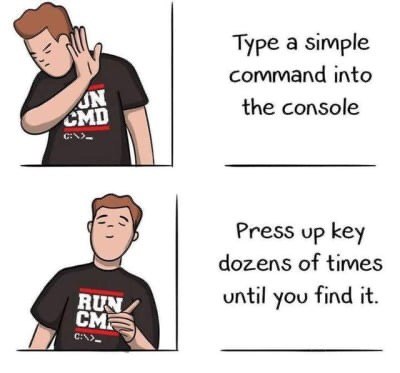 Type a simple
command into
the console
UN
CMD
C:\>_
Press up key
dozens of times
until you find it.
RUN
CM
C:\>_